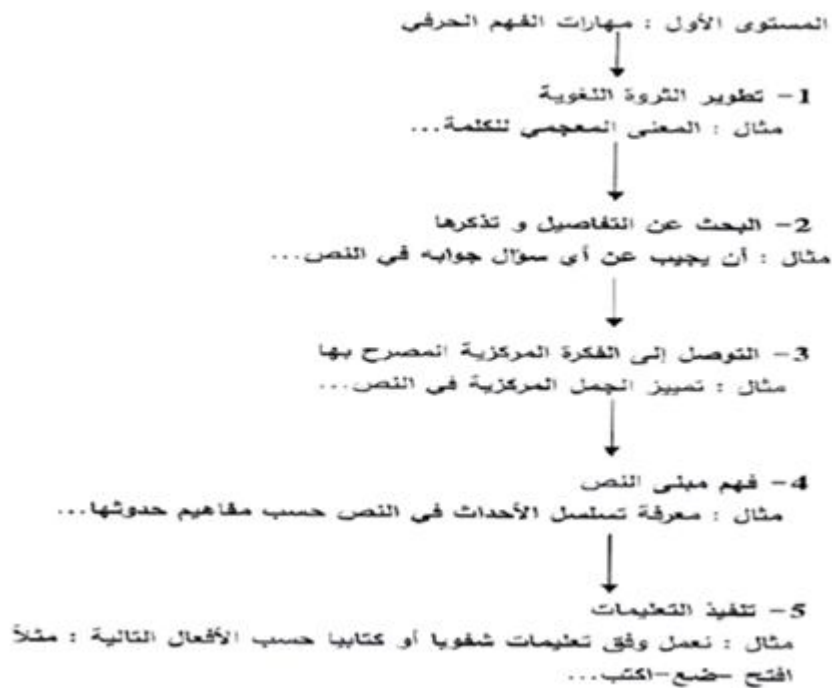 المستوى الأول : مهارات الفهم الحرفي
1- تطوير الثروة اللغوية
مثال : المعنى المعجمي للكلمة...
2- البحث عن التفاصيل و تذكرها
مثال : أن يجيب عن أي سؤال جوابه في النص...
3- التوصل إلى الفكرة المركزية المصرح بها
مثال : تمييز الجمل المركزية في النص...
4- فهم مبنى النص
مثال : معرفة تسلسل الأحداث في النص حسب مفاهيم حدوثها...
5- تنفيذ التعليمات
مثال : نعمل وفق تعليمات شفويا أو كتابيا حسب الأفعال التالية : مثلاً
افتح -ضع-اكتب...